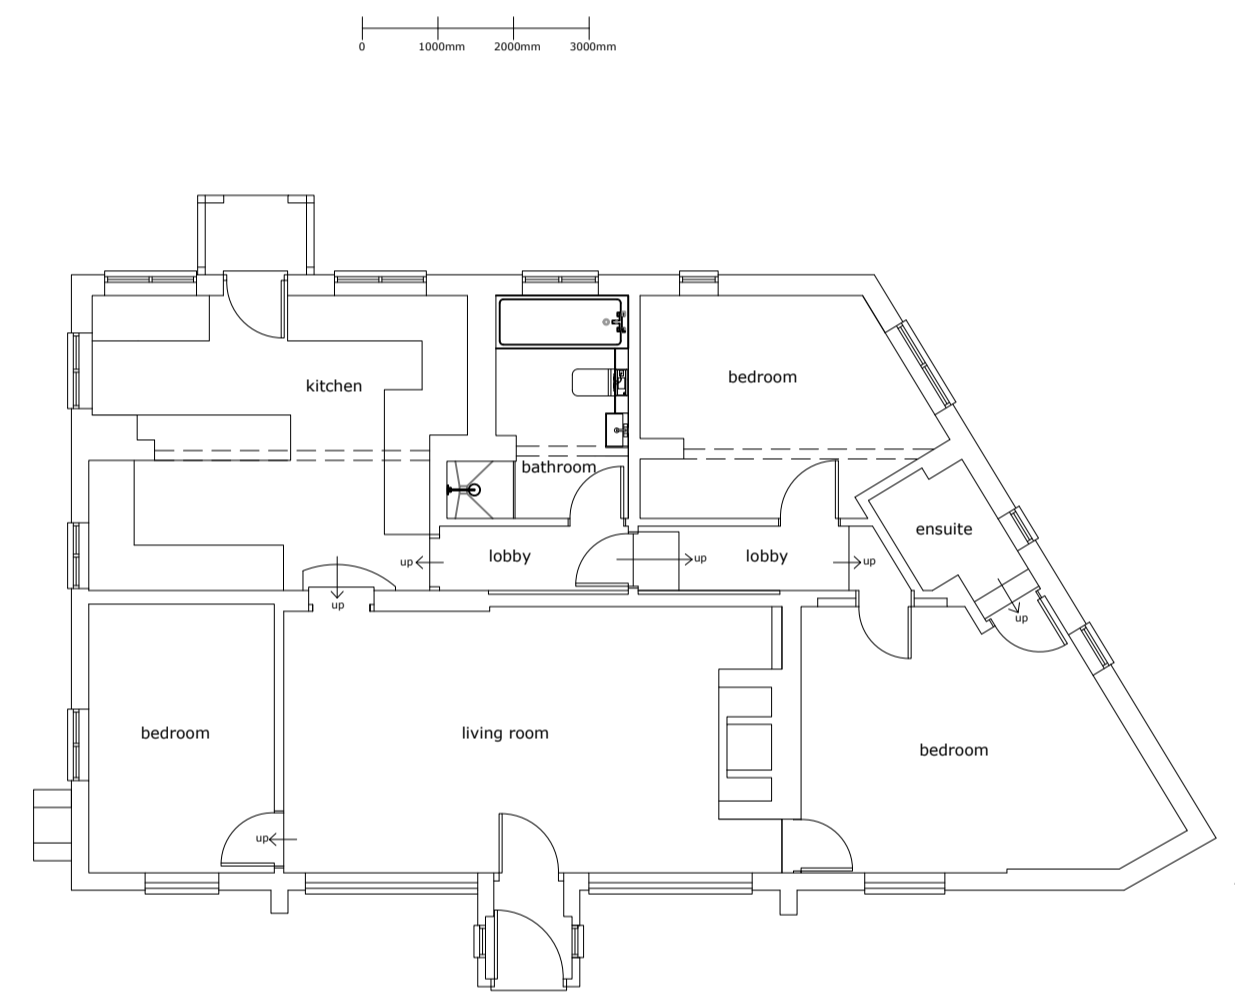 0 1000mm 2000mm 3000mm
kitchen
bedroom
bathroom
ensuite
up
lobby
up
lobby
up
up
up
bedroom
living room
bedroom
up